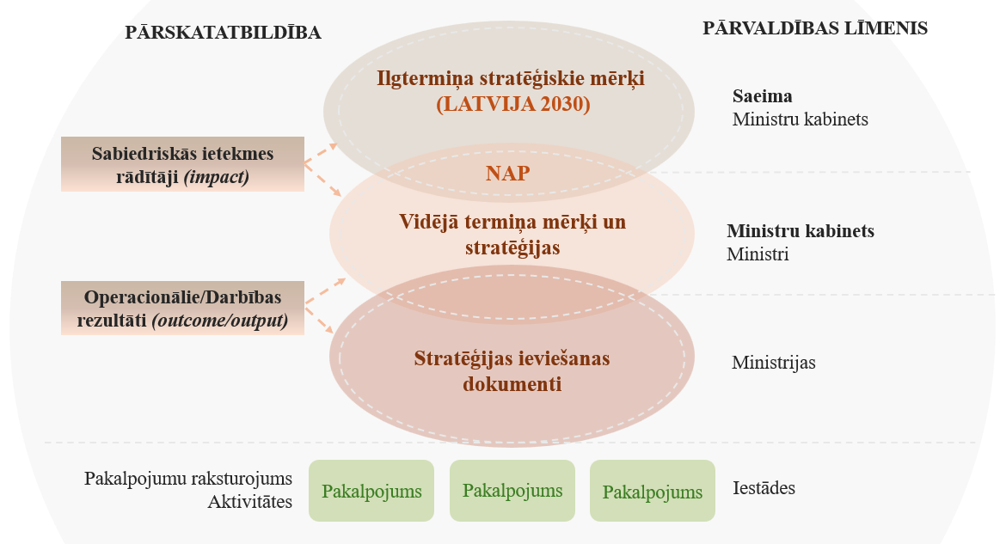 PĀRSKATATBILDĪBA
PĀRVALDĪBAS LĪMENIS
Ilgtermiņa stratēģiskie mērķi
(LATVIJA 2030)
Saeima
Ministru kabinets
Sabiedriskās ietekmes
rādītāji (impact)
NAP
Vidējā termiņa mērķi un
stratēģijas
Ministru kabinets
Ministri
Operacionālie/Darbības
rezultāti (outcome/output)
Stratēģijas ieviešanas
dokumenti
Ministrijas
Pakalpojumu raksturojums
Aktivitātes
Pakalpojums
Pakalpojums
Pakalpojums
Iestādes